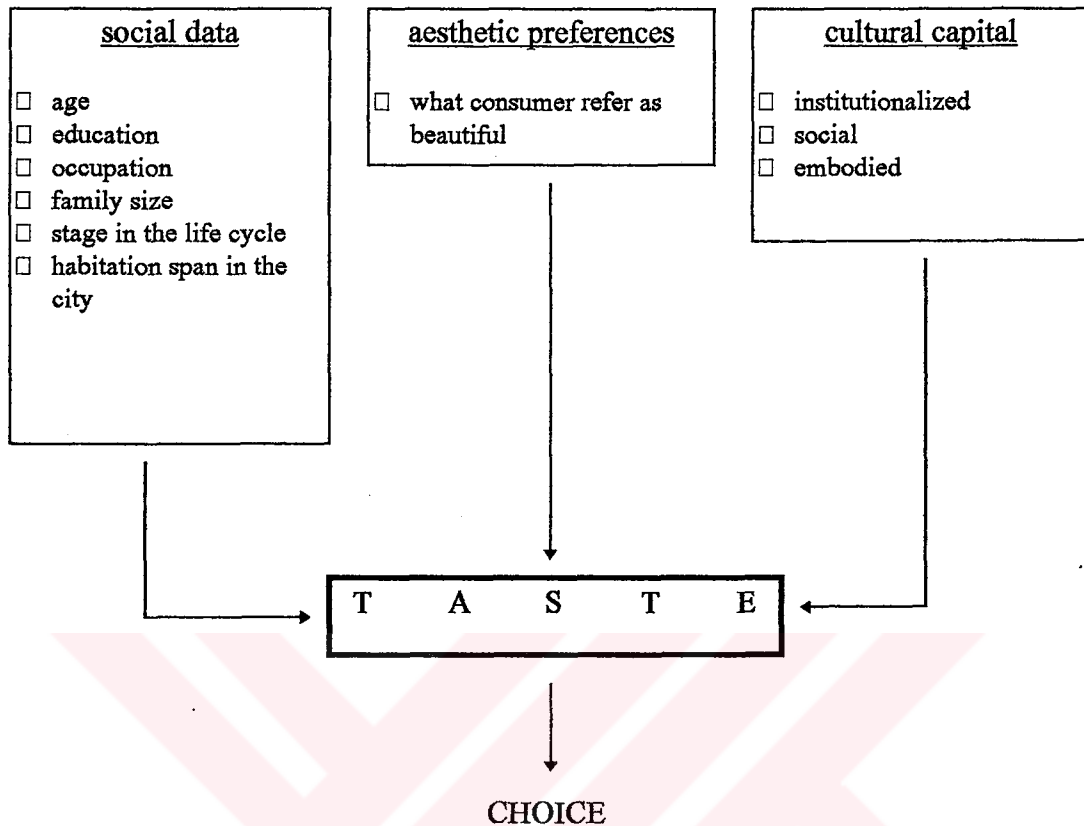 social data
□ age
□ education
□ occupation
□ family size
□ stage in the life cycle
□ habitation span in the
city
aesthetic preferences
□ what consumer refer as
beautiful
cultural capital
□ institutionalized
□ social
□ embodied
T A S T E
CHOICE